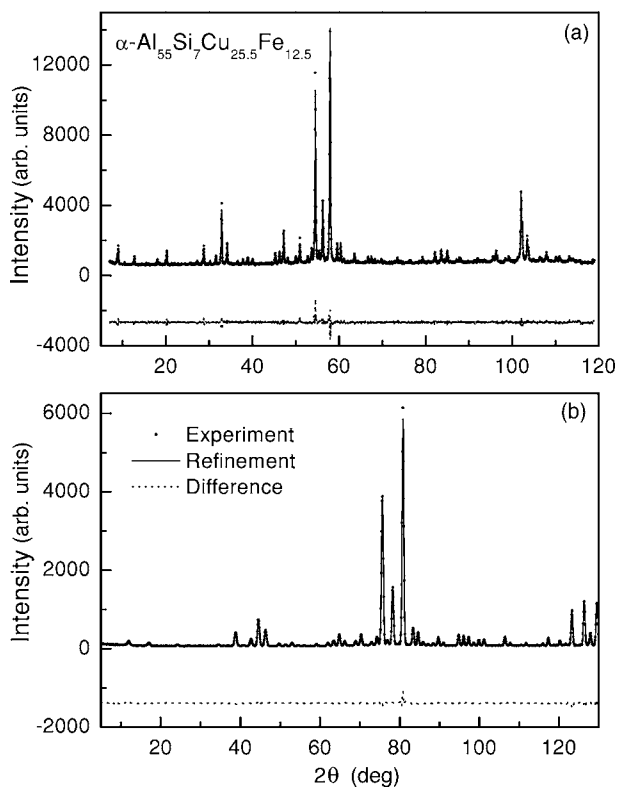 (a)
α-Al55Si7Cu25.5Fe12.5
Intensity (arb. units)
12000
8000
4000
0
-4000
20 40 60 80 100 120
(b)
Experiment
Refinement
Difference
Intensity (arb. units)
6000
4000
2000
0
-2000
20 40 60 80 100 120
2θ (deg)